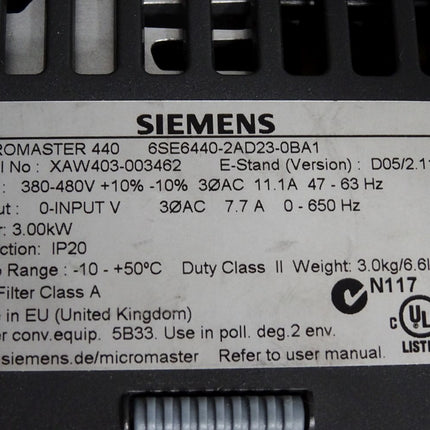 SIEMENS
ROMASTER 440 6SE6440-2AD23-0BA1
l No : XAW403-003462 E-Stand (Version) : D05/2.1
: 380-480V +10% -10% 3ØAC 11.1A 47 - 63 Hz
ut : 0-INPUT V 3ØAC 7.7 A 0 - 650 Hz
r: 3.00kW
ction: IP20
p Range : -10 - +50ºC Duty Class II Weight: 3.0kg/6.6l
Filter Class A
e in EU (United Kingdom)
N117
er conv.equip. 5B33. Use in poll. deg.2 env.
C UL
LISTE
siemens.de/micromaster Refer to user manual.